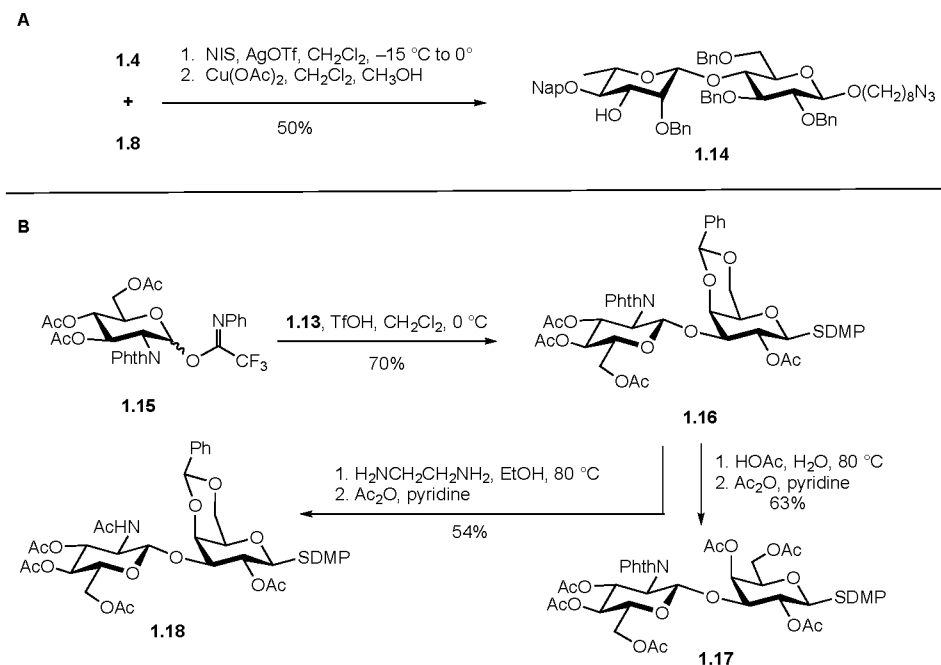 A
1.4
+
1.8
1. NIS, AgOTf, CH2Cl2, –15 °C to 0°
2. Cu(OAc)2, CH2Cl2, CH3OH
50%
BnO
O
O
O
O
NapO
BnO
O(CH2)8N3
HO
OBn
OBn
1.14
B
OAc
AcO
O
AcO
PhthN
O
NPh
CF3
1.15
1.13, TfOH, CH2Cl2, 0 °C
70%
Ph
O
O
PhthN
AcO
O
O
SDMP
AcO
O
OAc
OAc
1.16
1. H2NCH2CH2NH2, EtOH, 80 °C
2. Ac2O, pyridine
54%
1. HOAc, H2O, 80 °C
2. Ac2O, pyridine
63%
Ph
O
O
AcHN
AcO
O
O
SDMP
AcO
O
OAc
OAc
1.18
AcO
OAc
PhthN
AcO
O
O
SDMP
AcO
O
OAc
OAc
1.17